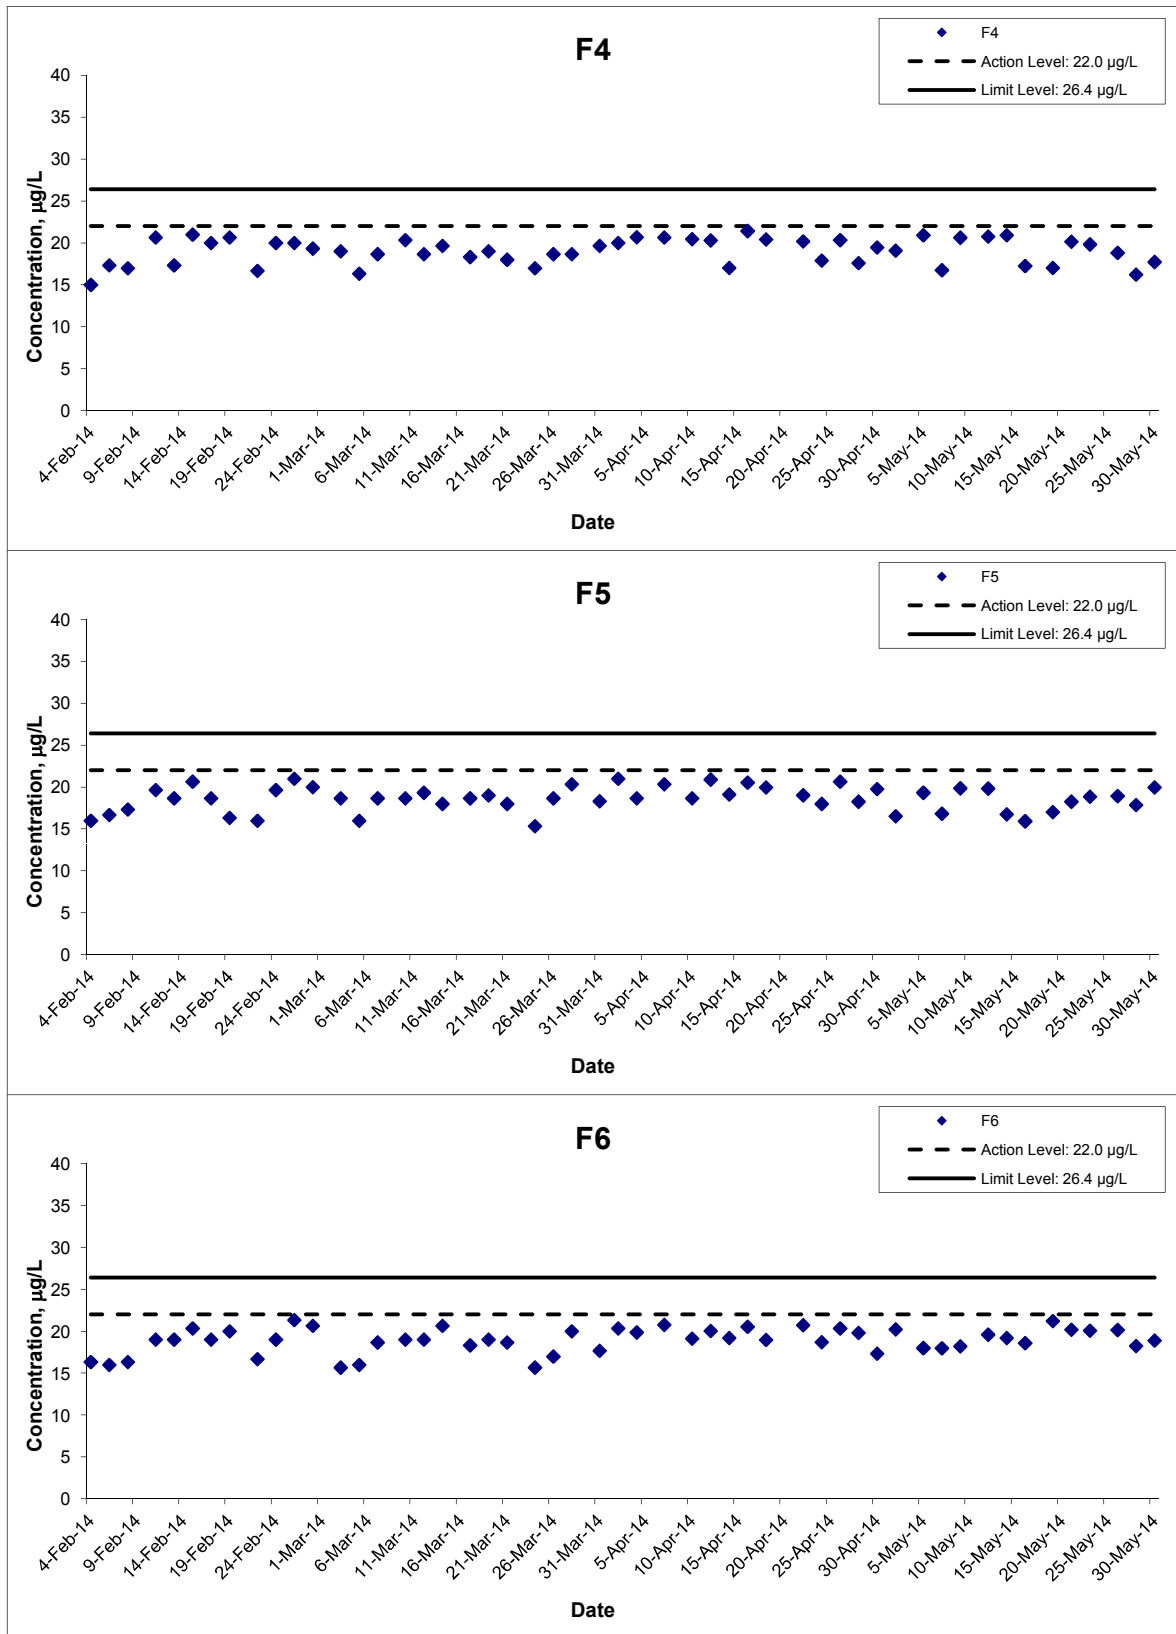 F4
F4
Action Level: 22.0 µg/L
Limit Level: 26.4 µg/L
Concentration, µg/L
40
35
30
25
20
15
10
5
0
4-Feb-14
9-Feb-14
14-Feb-14
19-Feb-14
24-Feb-14
1-Mar-14
6-Mar-14
11-Mar-14
16-Mar-14
21-Mar-14
26-Mar-14
31-Mar-14
5-Apr-14
10-Apr-14
15-Apr-14
20-Apr-14
25-Apr-14
30-Apr-14
5-May-14
10-May-14
15-May-14
20-May-14
25-May-14
30-May-14
Date
F5
F5
Action Level: 22.0 µg/L
Limit Level: 26.4 µg/L
Concentration, µg/L
40
35
30
25
20
15
10
5
0
4-Feb-14
9-Feb-14
14-Feb-14
19-Feb-14
24-Feb-14
1-Mar-14
6-Mar-14
11-Mar-14
16-Mar-14
21-Mar-14
26-Mar-14
31-Mar-14
5-Apr-14
10-Apr-14
15-Apr-14
20-Apr-14
25-Apr-14
30-Apr-14
5-May-14
10-May-14
15-May-14
20-May-14
25-May-14
30-May-14
Date
F6
F6
Action Level: 22.0 µg/L
Limit Level: 26.4 µg/L
Concentration, µg/L
40
35
30
25
20
15
10
5
0
4-Feb-14
9-Feb-14
14-Feb-14
19-Feb-14
24-Feb-14
1-Mar-14
6-Mar-14
11-Mar-14
16-Mar-14
21-Mar-14
26-Mar-14
31-Mar-14
5-Apr-14
10-Apr-14
15-Apr-14
20-Apr-14
25-Apr-14
30-Apr-14
5-May-14
10-May-14
15-May-14
20-May-14
25-May-14
30-May-14
Date